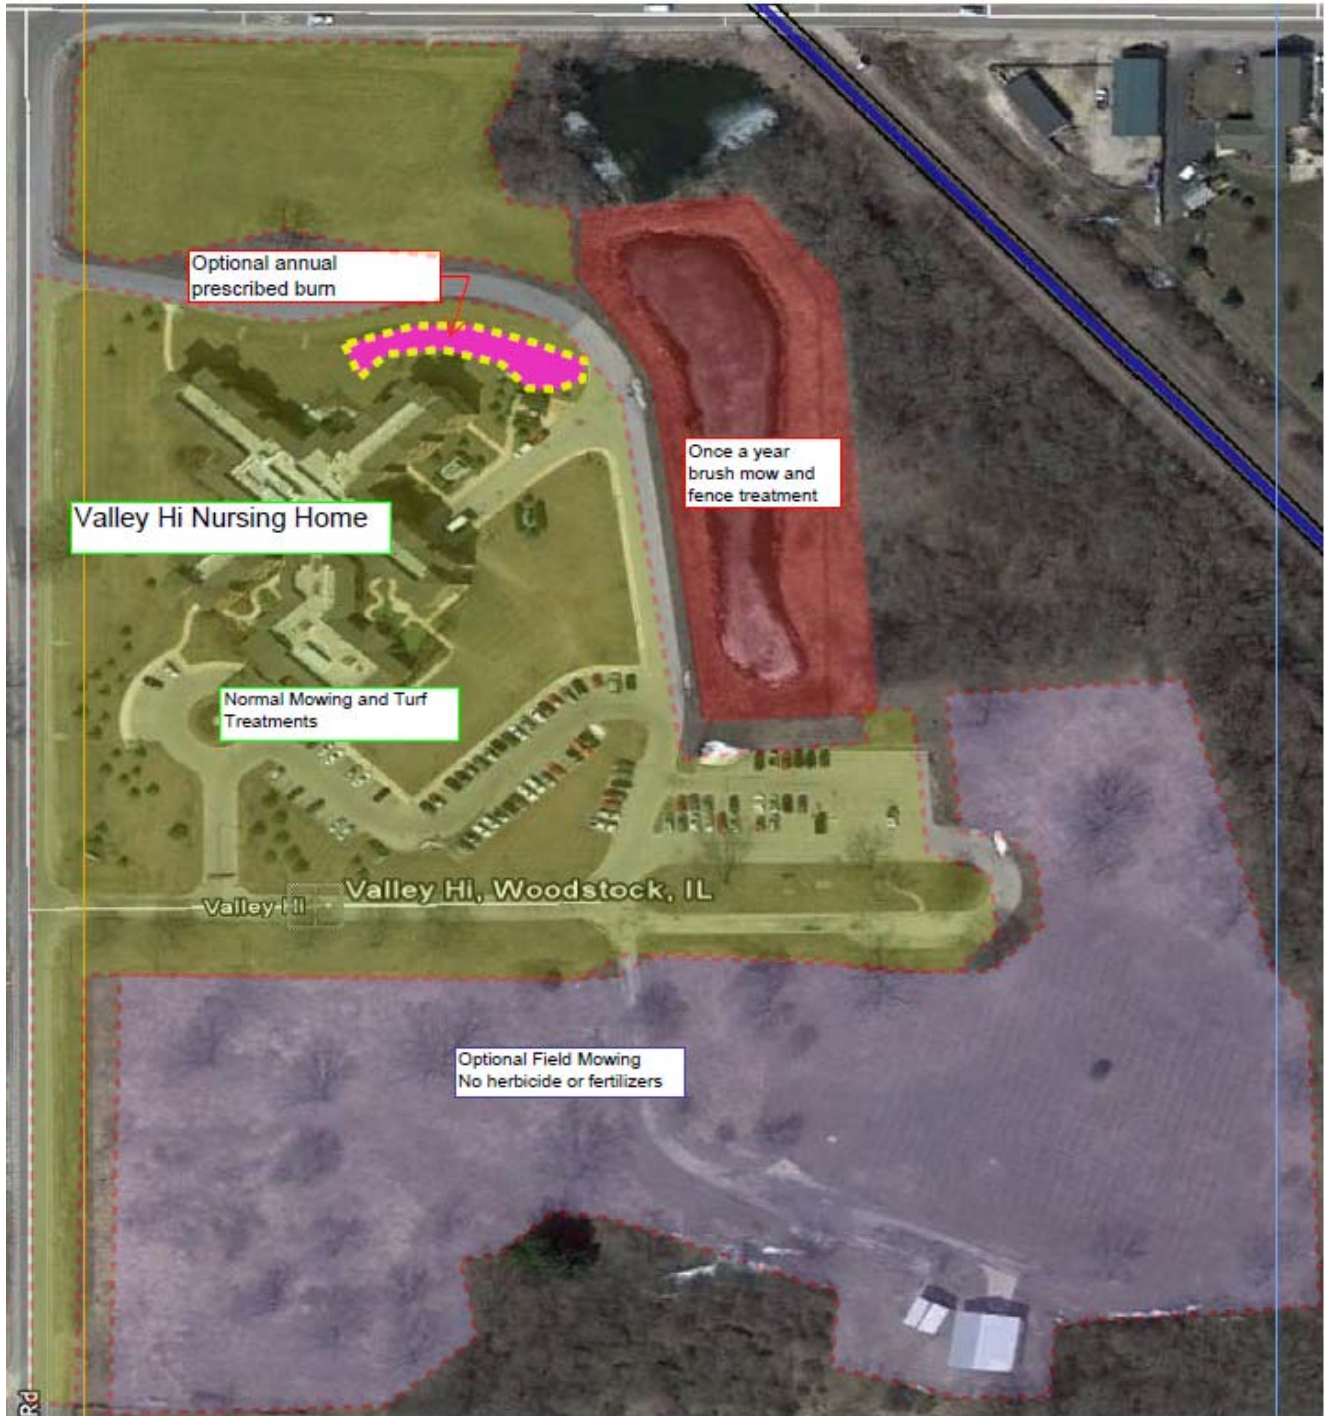 Optional annual
prescribed burn
Once a year
brush mow and
fence treatment
Valley Hi Nursing Home
Normal Mowing and Turf
Treatments
Valley Hi, Woodstock, IL
Valley Hi
Optional Field Mowing
No herbicide or fertilizers
Rd